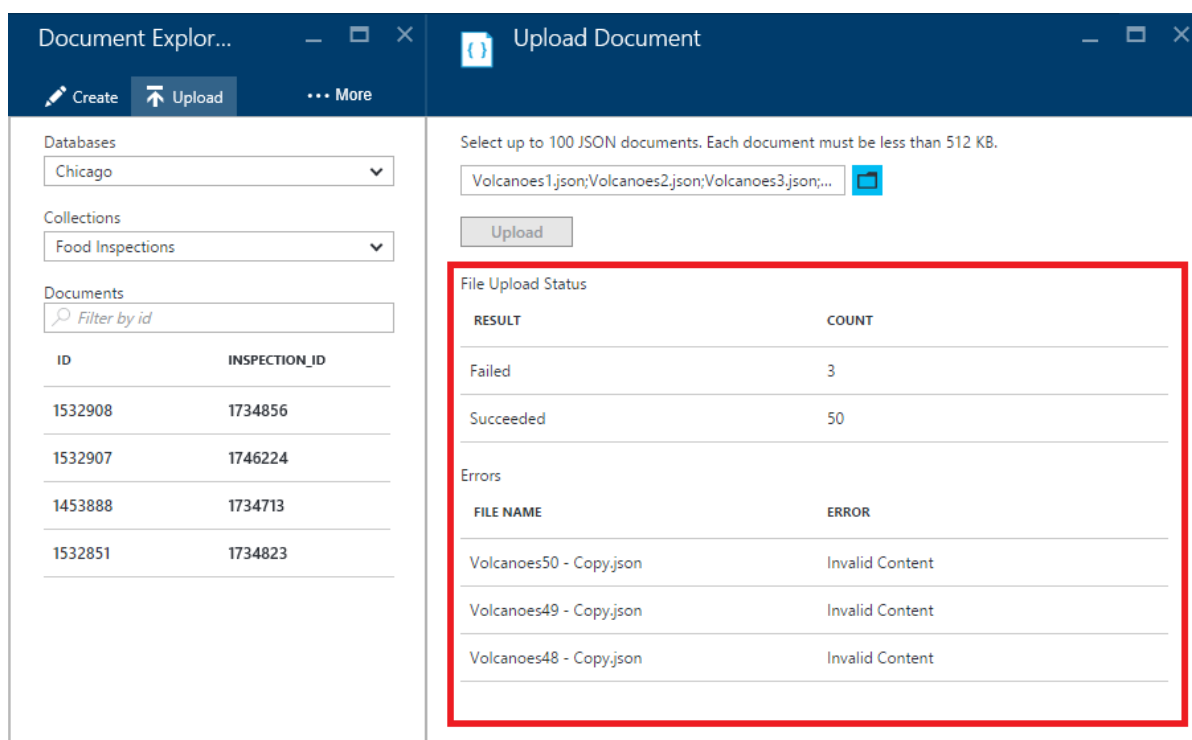 Document Explor...
Create Upload ... More
Databases
Chicago
Collections
Food Inspections
Documents
Filter by id
ID INSPECTION_ID
1532908 1734856
1532907 1746224
1453888 1734713
1532851 1734823
{ } Upload Document
Select up to 100 JSON documents. Each document must be less than 512 KB.
Volcanoes1.json;Volcanoes2.json;Volcanoes3.json;...
Upload
File Upload Status
RESULT COUNT
Failed 3
Succeeded 50
Errors
FILE NAME ERROR
Volcanoes50 - Copy.json Invalid Content
Volcanoes49 - Copy.json Invalid Content
Volcanoes48 - Copy.json Invalid Content